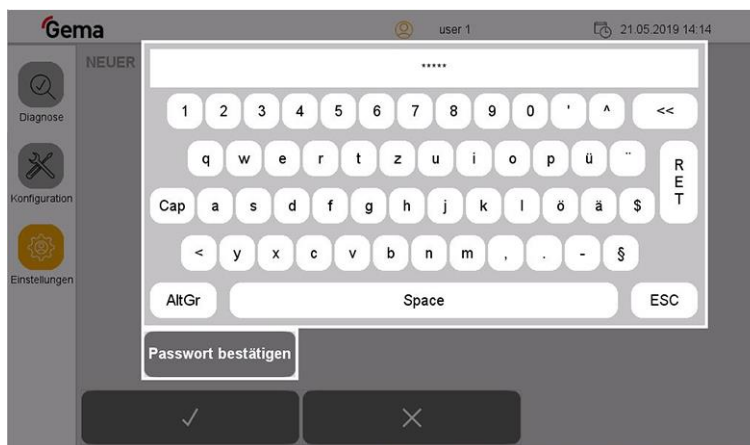 Gema
user 1
21.05.2019 14:14
NEUER
*****
1 2 3 4 5 6 7 8 9 0 ' ^ <<
q w e r t z u i o p ü ¨
RET
Cap a s d f g h j k l ö ä $
< y x c v b n m , . - §
AltGr Space ESC
Diagnose
Konfiguration
Einstellungen
Passwort bestätigen